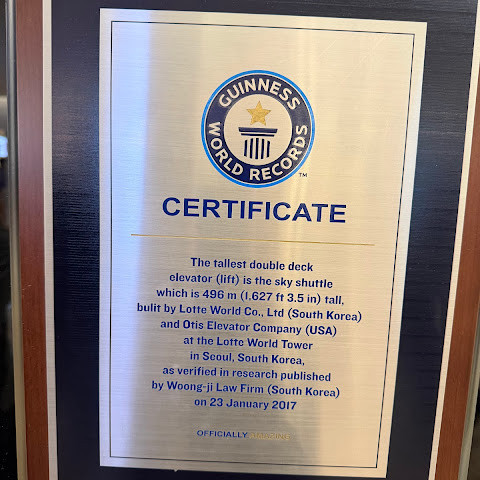 GUINNESS
WORLD RECORDS
™
CERTIFICATE
The tallest double deck
elevator (lift) is the sky shuttle
which is 496 m (1.627 ft 3.5 in) tall,
bulit by Lotte World Co., Ltd (South Korea)
and Otis Elevator Company (USA)
at the Lotte World Tower
in Seoul, South Korea,
as verified in research published
by Woong-ji Law Firm (South Korea)
on 23 January 2017
OFFICIALLY AMAZING